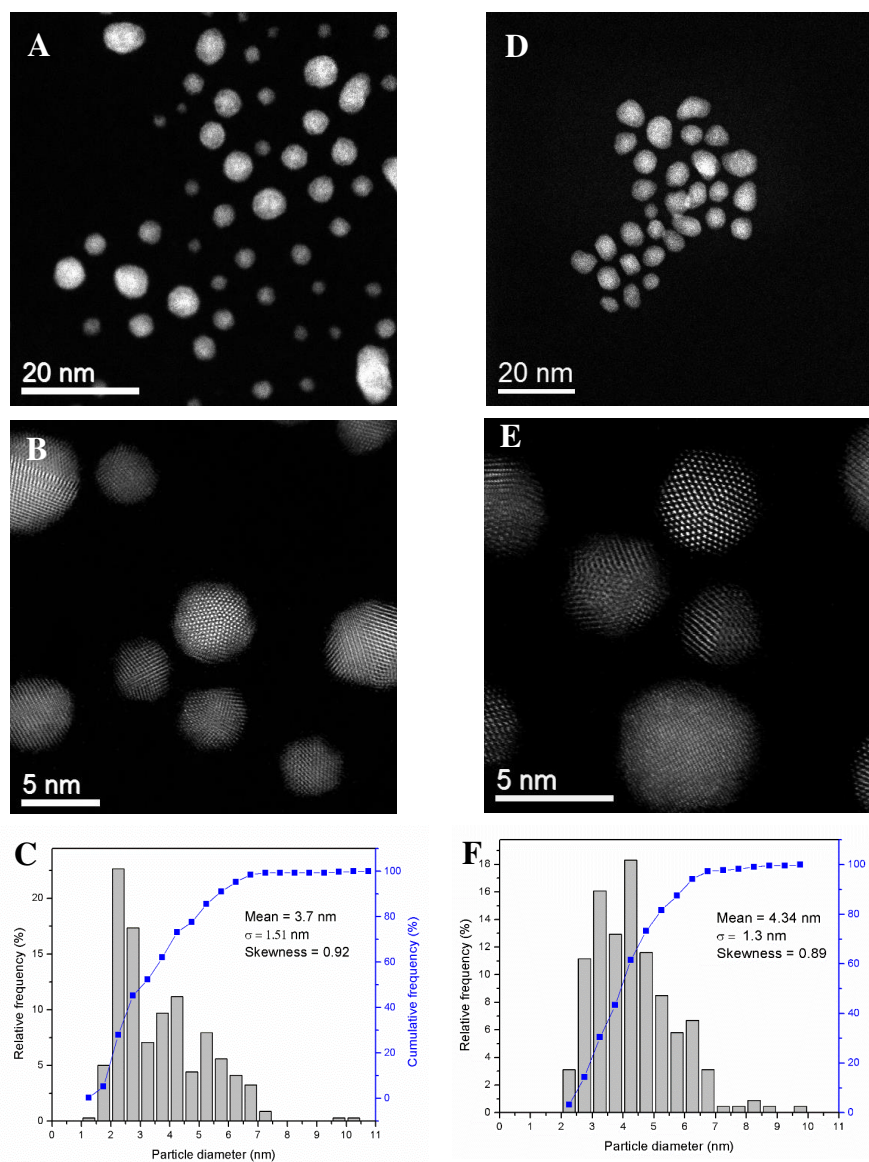 A
20 nm
B
5 nm
C
Relative frequency (%)
20
15
10
5
0
Mean = 3.7 nm
σ = 1.51 nm
Skewness = 0.92
100
80
60
40
20
0
Cumulative frequency (%)
0 1 2 3 4 5 6 7 8 9 10 11
Particle diameter (nm)
D
20 nm
E
5 nm
F
Relative frequency (%)
18
16
14
12
10
8
6
4
2
0
Mean = 4.34 nm
σ = 1.3 nm
Skewness = 0.89
100
80
60
40
20
0
0 1 2 3 4 5 6 7 8 9 10 11
Particle diameter (nm)